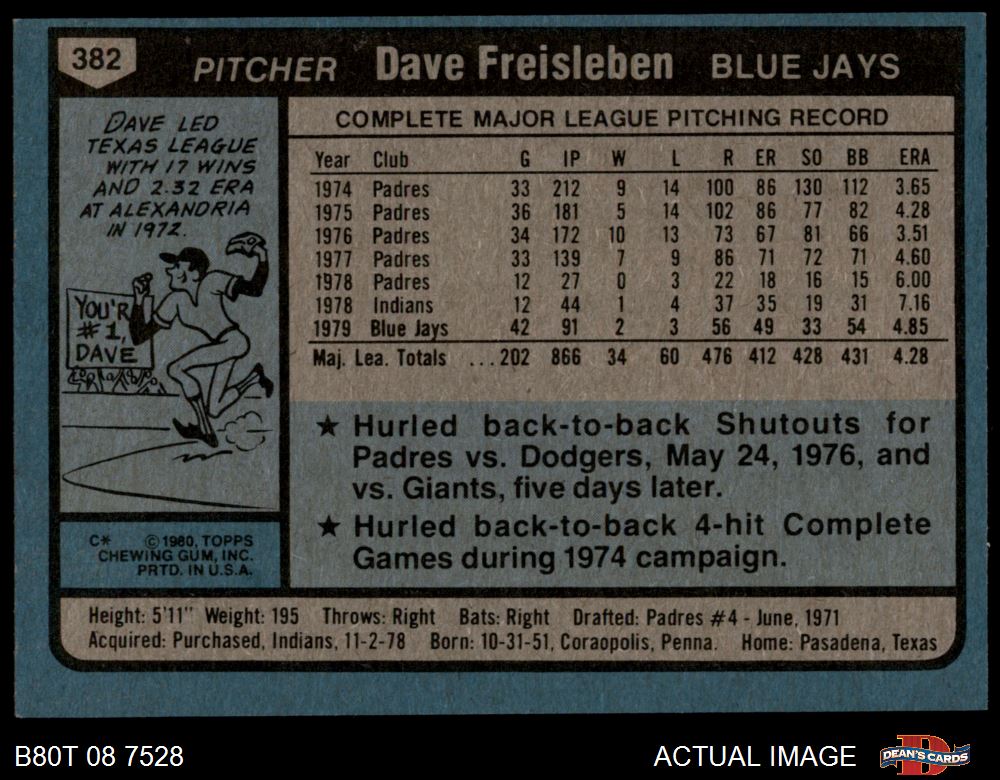 382 PITCHER Dave Freisleben BLUE JAYS
DAVE LED
TEXAS LEAGUE
WITH 17 WINS
AND 2.32 ERA
AT ALEXANDRIA
IN 1972.
YOU'R
#1,
DAVE
COMPLETE MAJOR LEAGUE PITCHING RECORD
Year Club G IP W L R ER SO BB ERA
1974 Padres 33 212 9 14 100 86 130 112 3.65
1975 Padres 36 181 5 14 102 86 77 82 4.28
1976 Padres 34 172 10 13 73 67 81 66 3.51
1977 Padres 33 139 7 9 86 71 72 71 4.60
1978 Padres 12 27 0 3 22 18 16 15 6.00
1978 Indians 12 44 1 4 37 35 19 31 7.16
1979 Blue Jays 42 91 2 3 56 49 33 54 4.85
Maj. Lea. Totals ...202 866 34 60 476 412 428 431 4.28
★ Hurled back-to-back Shutouts for
Padres vs. Dodgers, May 24, 1976, and
vs. Giants, five days later.
★ Hurled back-to-back 4-hit Complete
Games during 1974 campaign.
C* ©1980, TOPPS
CHEWING GUM, INC.
PRTD. IN U.S.A.
Height: 5'11" Weight: 195 Throws: Right Bats: Right Drafted: Padres #4 - June, 1971
Acquired: Purchased, Indians, 11-2-78 Born: 10-31-51, Coraopolis, Penna. Home: Pasadena, Texas
B80T 08 7528 ACTUAL IMAGE DEAN'S CARDS